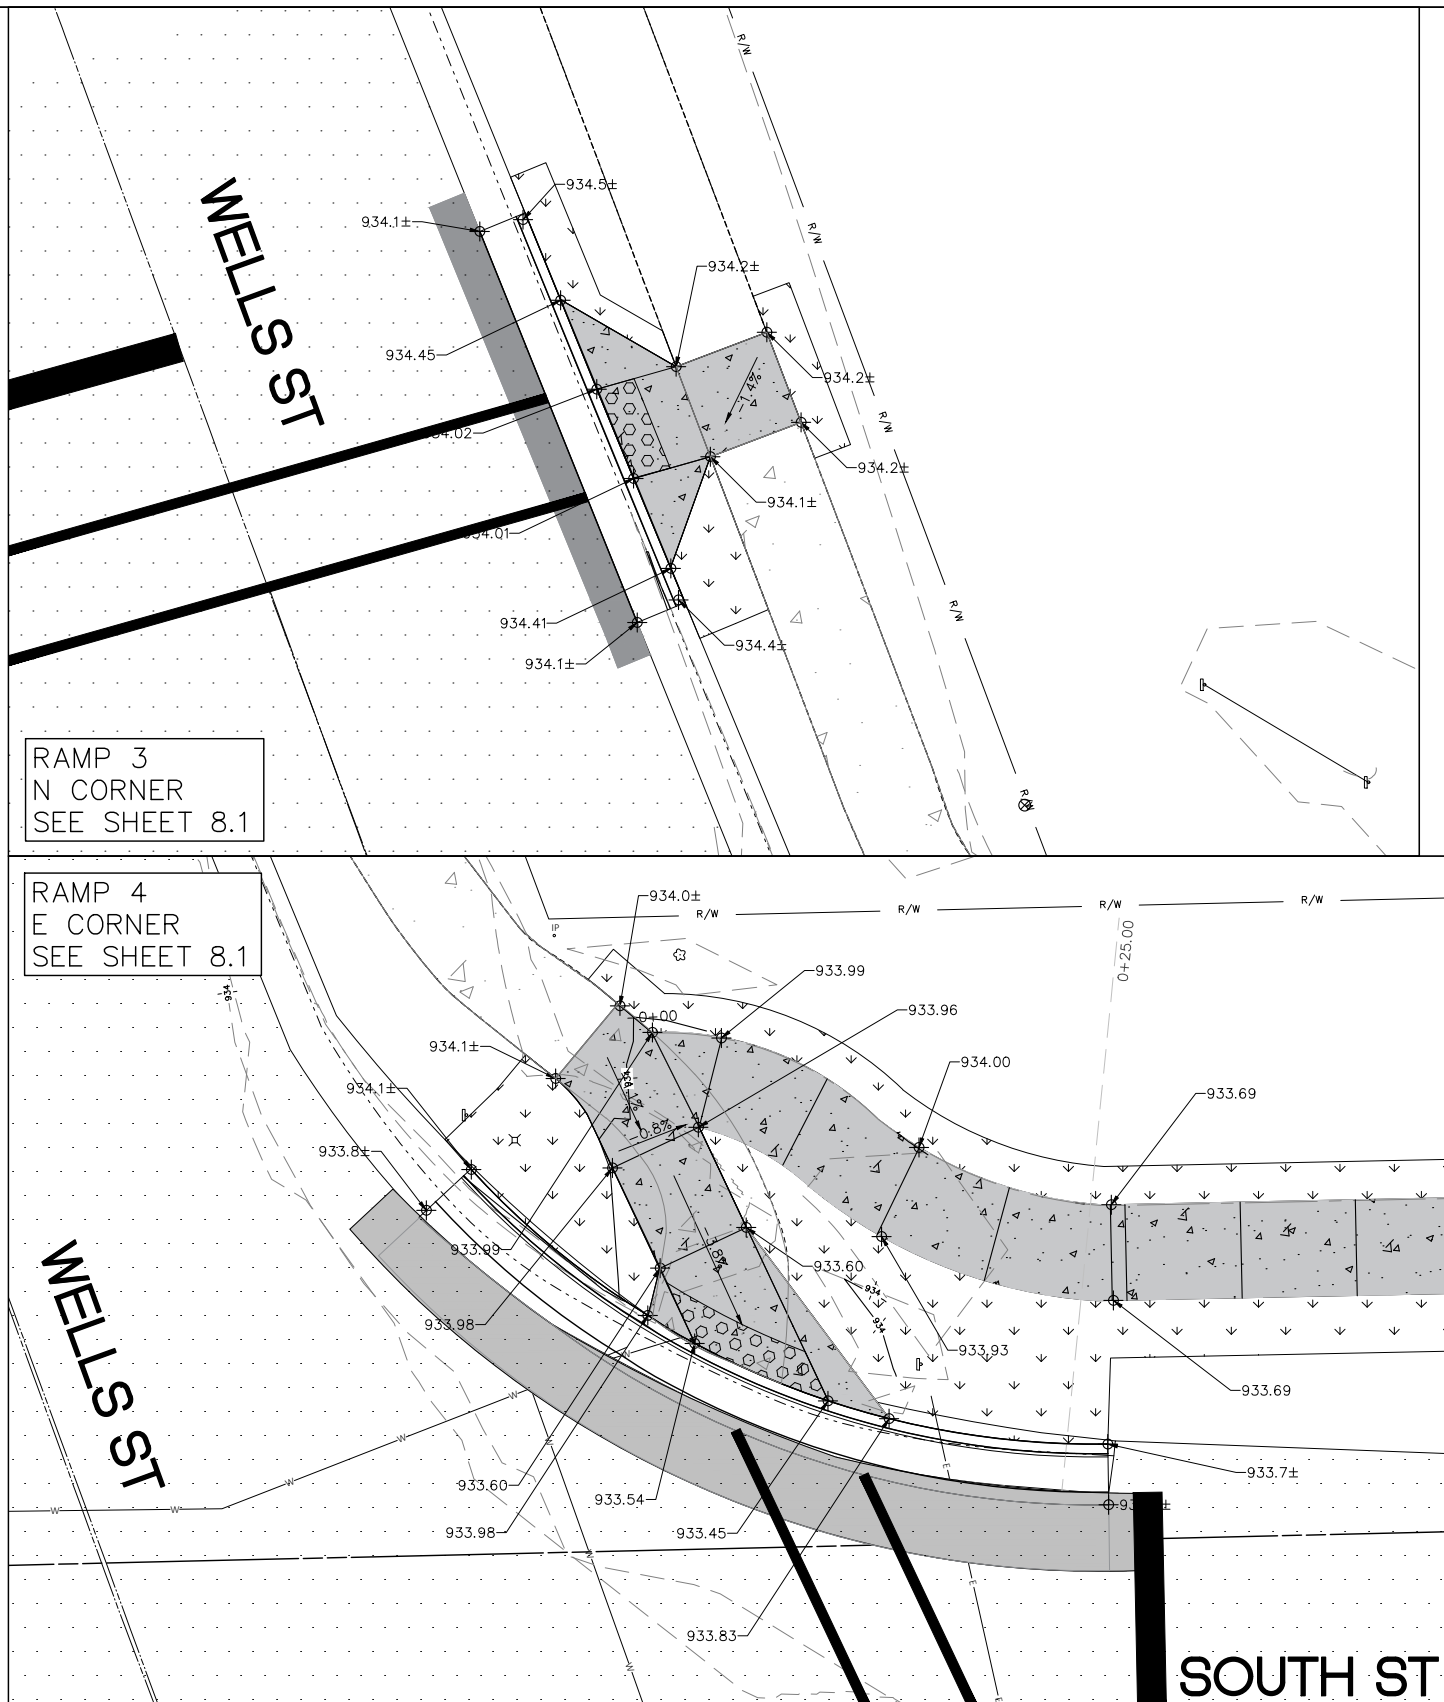 R/W
934.5±
934.1±
R/W
934.2±
WELLS ST
934.45
934.2±
-1.4%
R/W
934.2±
934.1±
R/W
934.41
934.4±
934.1±
RAMP 3
N CORNER
SEE SHEET 8.1
R/W
RAMP 4
E CORNER
SEE SHEET 8.1
934.0±
R/W
R/W
R/W
R/W
IP
0+25.00
933.99
934
933.96
0+00
934.1±
934.00
934.1±
933.69
-0.8%
933.8±
933.99
933.60
934
934
933.98
933.93
933.69
WELLS ST
W
W
W
W
W
933.7±
933.60
933.54
933.98
933.45
E
E
E
933.83
SOUTH ST